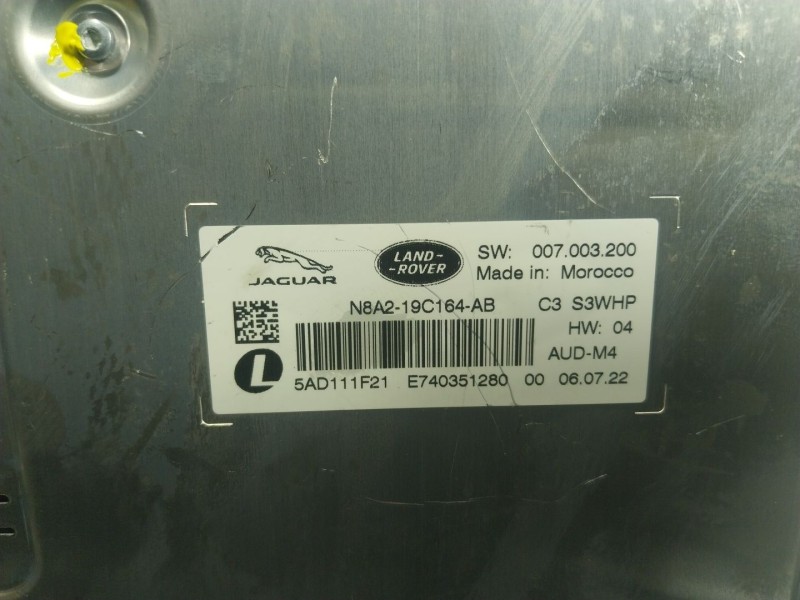 JAGUAR
LAND-
-ROVER
SW: 007.003.200
Made in: Morocco
N8A2-19C164-AB C3 S3WHP
HW: 04
AUD-M4
L
5AD111F21 E740351280 00 06.07.22